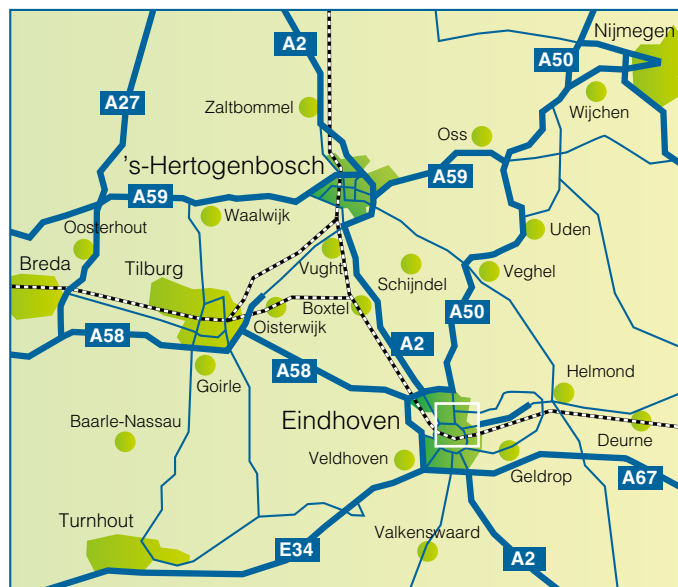 Nijmegen
A2
A50
A27
Zaltbommel
Wijchen
Oss
's-Hertogenbosch
A59
A59
Waalwijk
Oosterhout
Uden
Breda
Tilburg
Vught
Schijndel
Veghel
Oisterwijk
Boxtel
A50
A58
A2
A58
Goirle
Helmond
Eindhoven
Baarle-Nassau
Deurne
Veldhoven
Geldrop
A67
Turnhout
Valkenswaard
E34
A2